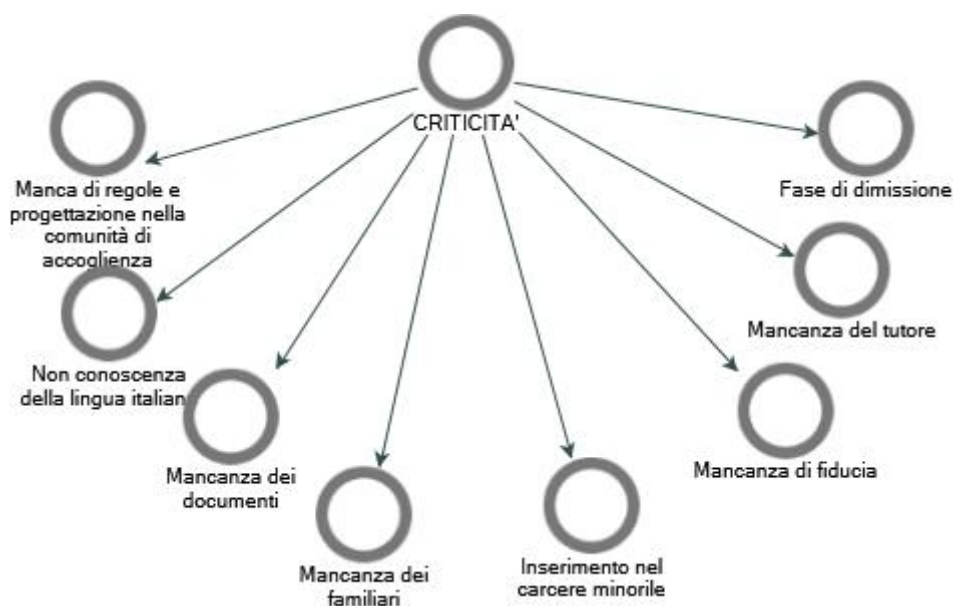 CRITICITA'
Manca di regole e
progettazione nella
comunità di
accoglienza
Non conoscenza
della lingua italian
Mancanza dei
documenti
Mancanza dei
familiari
Inserimento nel
carcere minorile
Mancanza di fiducia
Mancanza del tutore
Fase di dimissione